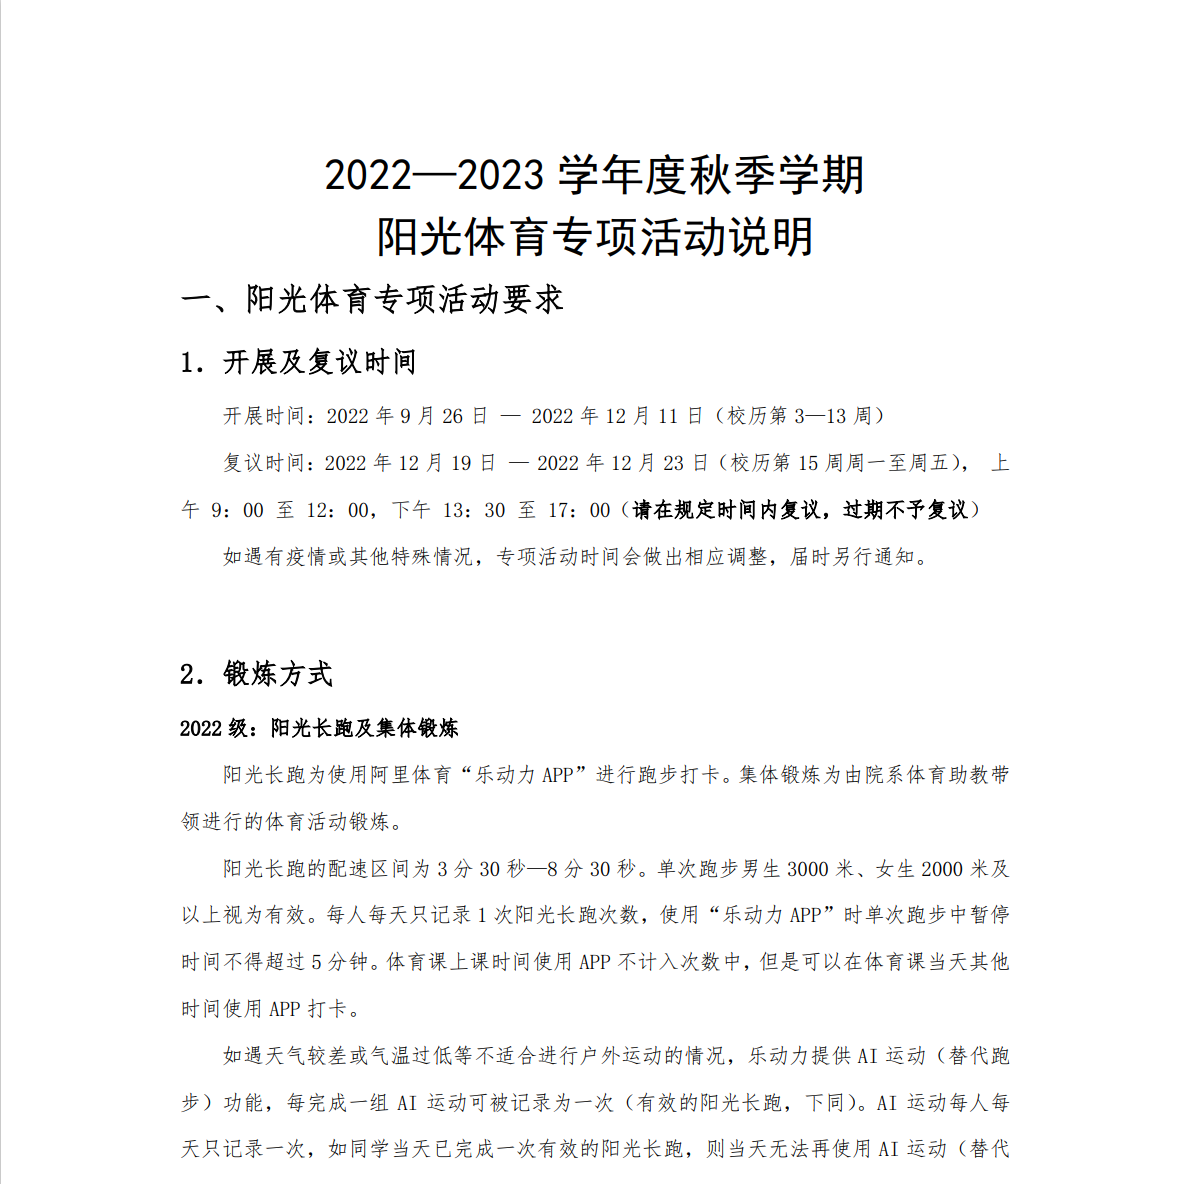 2022—2023 学年度秋季学期
阳光体育专项活动说明
一、阳光体育专项活动要求
1. 开展及复议时间
开展时间：2022 年 9 月 26 日 — 2022 年 12 月 11 日（校历第 3—13 周）
复议时间：2022 年 12 月 19 日 — 2022 年 12 月 23 日（校历第 15 周周一至周五）， 上
午 9：00 至 12：00，下午 13：30 至 17：00（请在规定时间内复议，过期不予复议）
如遇有疫情或其他特殊情况，专项活动时间会做出相应调整，届时另行通知。
2. 锻炼方式
2022 级：阳光长跑及集体锻炼
阳光长跑为使用阿里体育“乐动力 APP”进行跑步打卡。集体锻炼为由院系体育助教带
领进行的体育活动锻炼。
阳光长跑的配速区间为 3 分 30 秒—8 分 30 秒。单次跑步男生 3000 米、女生 2000 米及
以上视为有效。每人每天只记录 1 次阳光长跑次数，使用“乐动力 APP”时单次跑步中暂停
时间不得超过 5 分钟。体育课上课时间使用 APP 不计入次数中，但是可以在体育课当天其他
时间使用 APP 打卡。
如遇天气较差或气温过低等不适合进行户外运动的情况，乐动力提供 AI 运动（替代跑
步）功能，每完成一组 AI 运动可被记录为一次（有效的阳光长跑，下同）。AI 运动每人每
天只记录一次，如同学当天已完成一次有效的阳光长跑，则当天无法再使用 AI 运动（替代